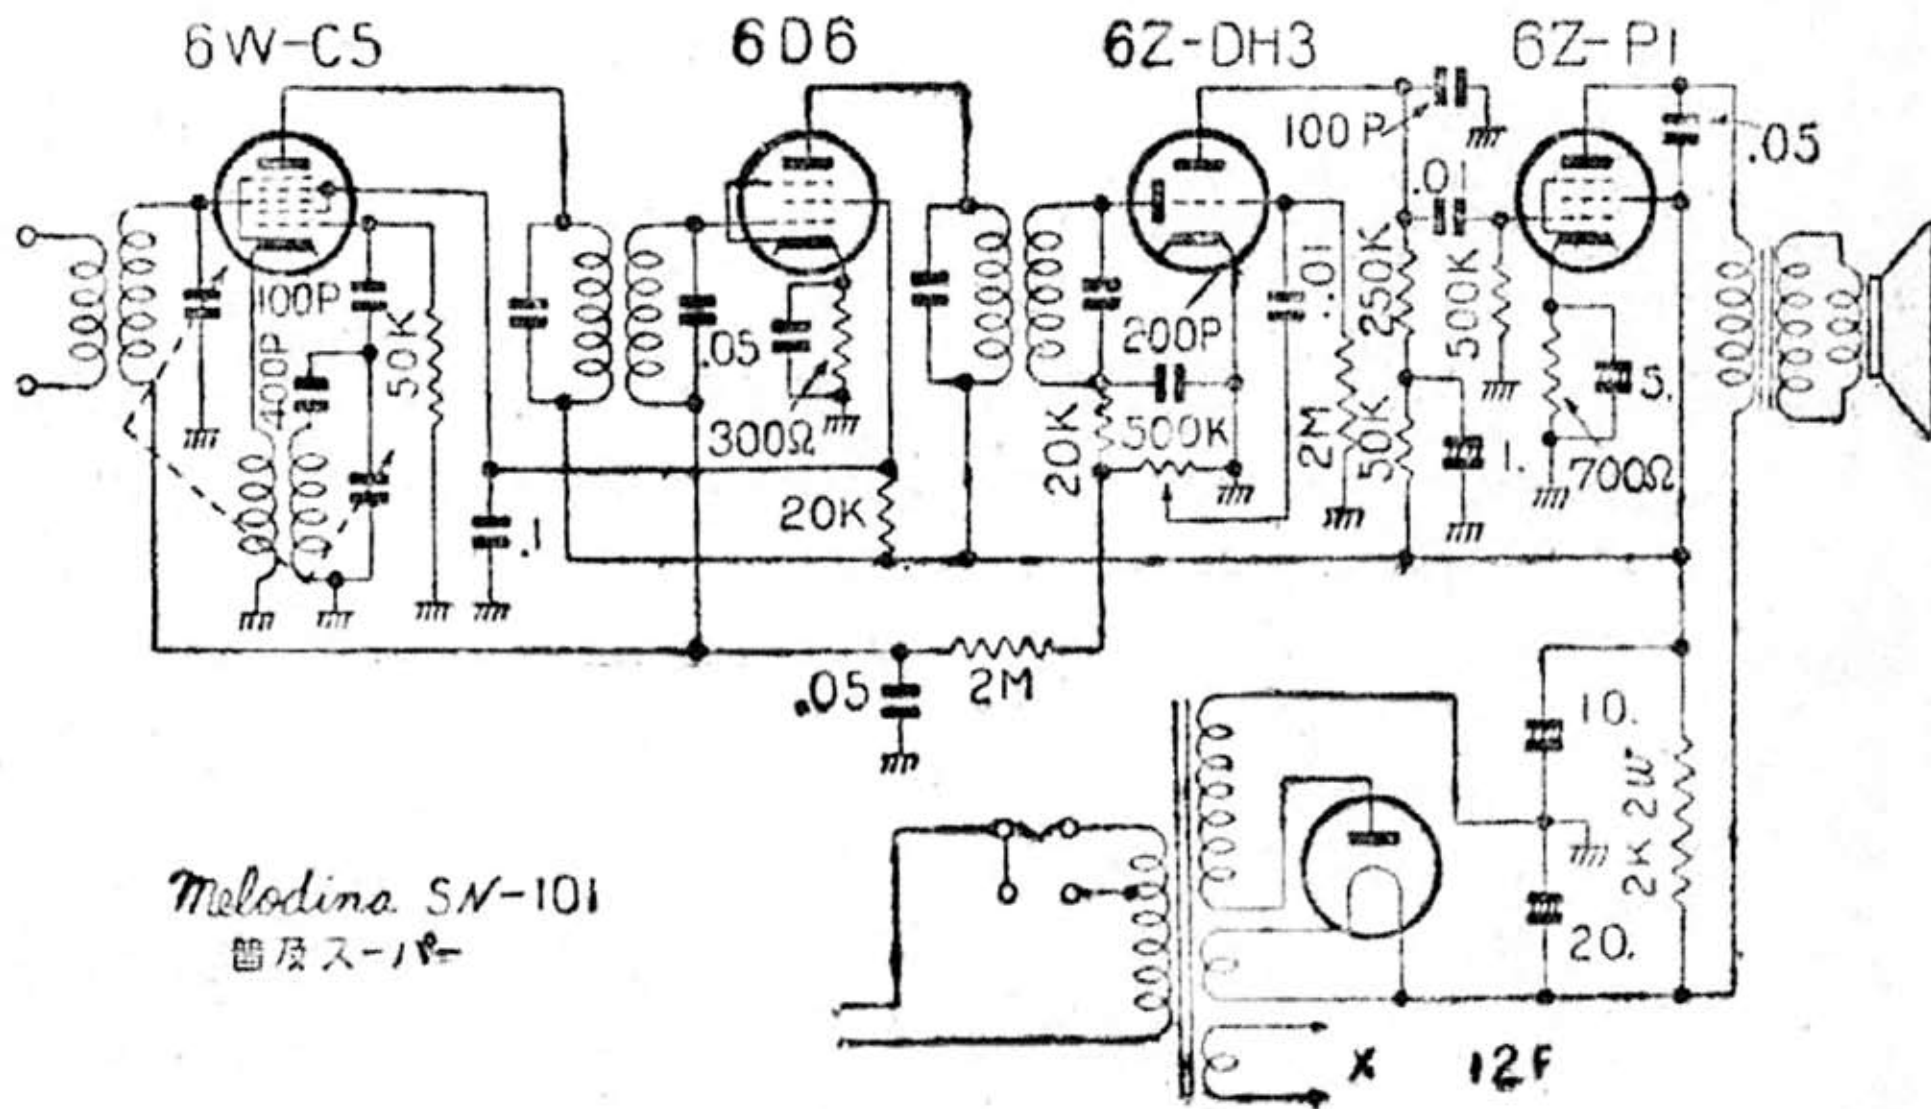 6W-C5
6D6
6Z-DH3
6Z-P1
100P
.05
.01
100P
400P
50K
.05
300Ω
200P
.01
250K
500K
20K
500K
2M
50K
1.
5.
700Ω
.1
20K
.05
2M
10.
2K 2W
20.
Melodina SN-101
普及スーパー
X
12F